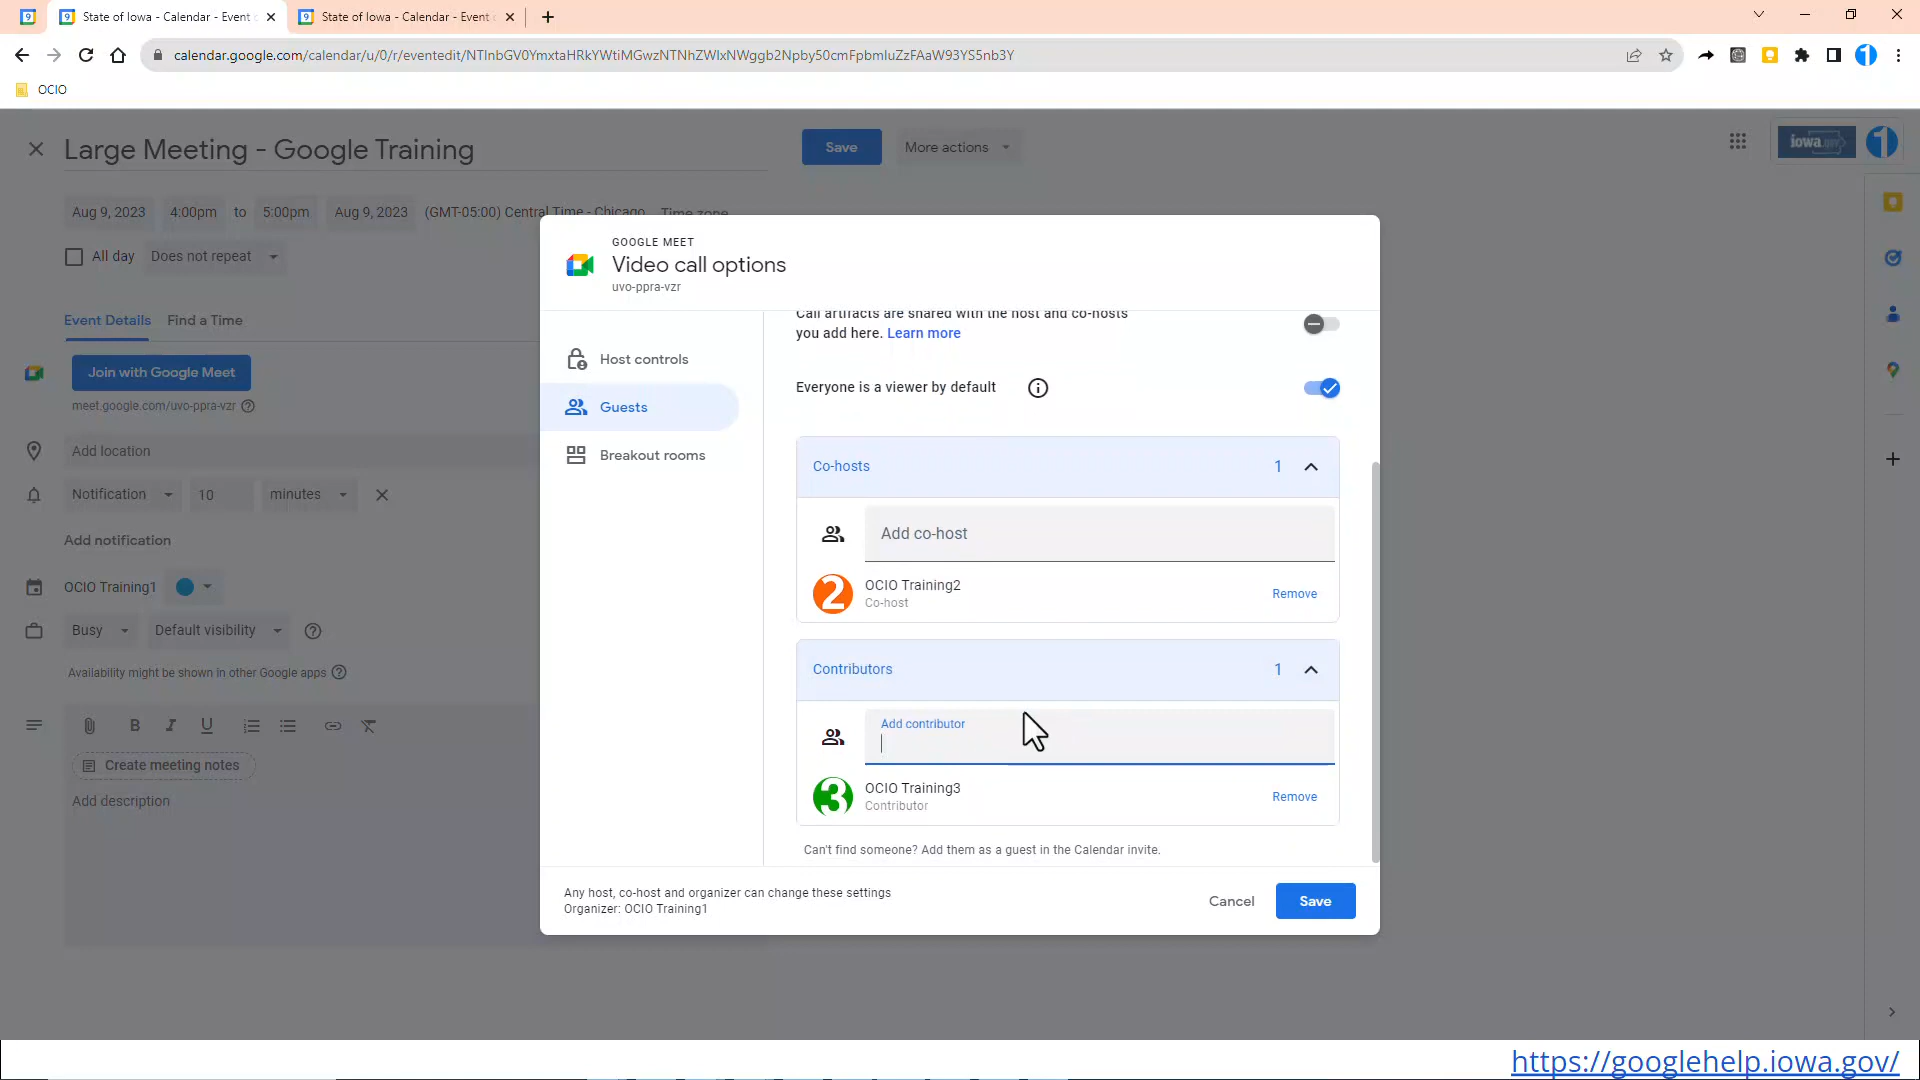 State of Iowa - Calendar - Event
State of Iowa - Calendar - Event
calendar.google.com/calendar/u/0/r/eventedit/NTlnbGV0YmxtaHRkYWtiMGwzNTNhZWIxNWggb2Npby50cmFpbmluZzFAaW93YS5nb3Y
OCIO
Large Meeting - Google Training
Save
More actions
iowa.gov
Aug 9, 2023 4:00pm to 5:00pm Aug 9, 2023 (GMT-05:00) Central Time - Chicago Time zone
All day Does not repeat
Event Details Find a Time
Join with Google Meet
meet.google.com/uvo-ppra-vzr
Add location
Notification 10 minutes
Add notification
OCIO Training1
Busy Default visibility
Availability might be shown in other Google apps
Create meeting notes
Add description
GOOGLE MEET
Video call options
uvo-ppra-vzr
Host controls
Guests
Breakout rooms
Call artifacts are shared with the host and co-hosts
you add here. Learn more
Everyone is a viewer by default
Co-hosts 1
Add co-host
2
OCIO Training2
Co-host
Remove
Contributors 1
Add contributor
3
OCIO Training3
Contributor
Remove
Can't find someone? Add them as a guest in the Calendar invite.
Any host, co-host and organizer can change these settings
Organizer: OCIO Training1
Cancel Save
https://googlehelp.iowa.gov/